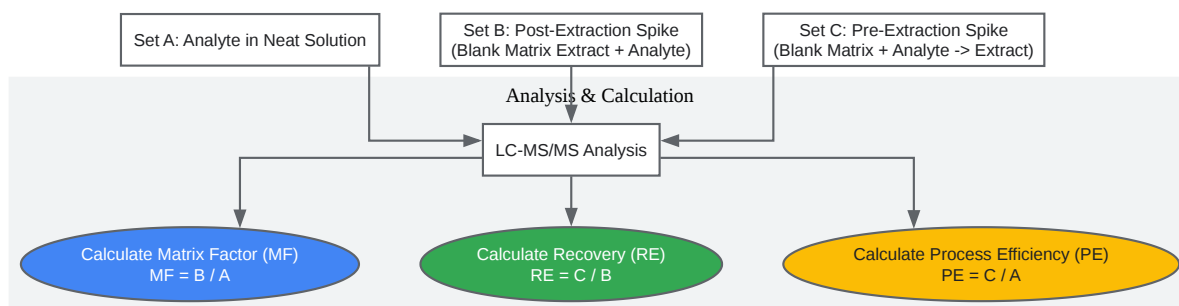 Set A: Analyte in Neat Solution
Set B: Post-Extraction Spike
(Blank Matrix Extract + Analyte)
Set C: Pre-Extraction Spike
(Blank Matrix + Analyte -> Extract)
Analysis & Calculation
LC-MS/MS Analysis
Calculate Matrix Factor (MF)
MF = B / A
Calculate Recovery (RE)
RE = C / B
Calculate Process Efficiency (PE)
PE = C / A